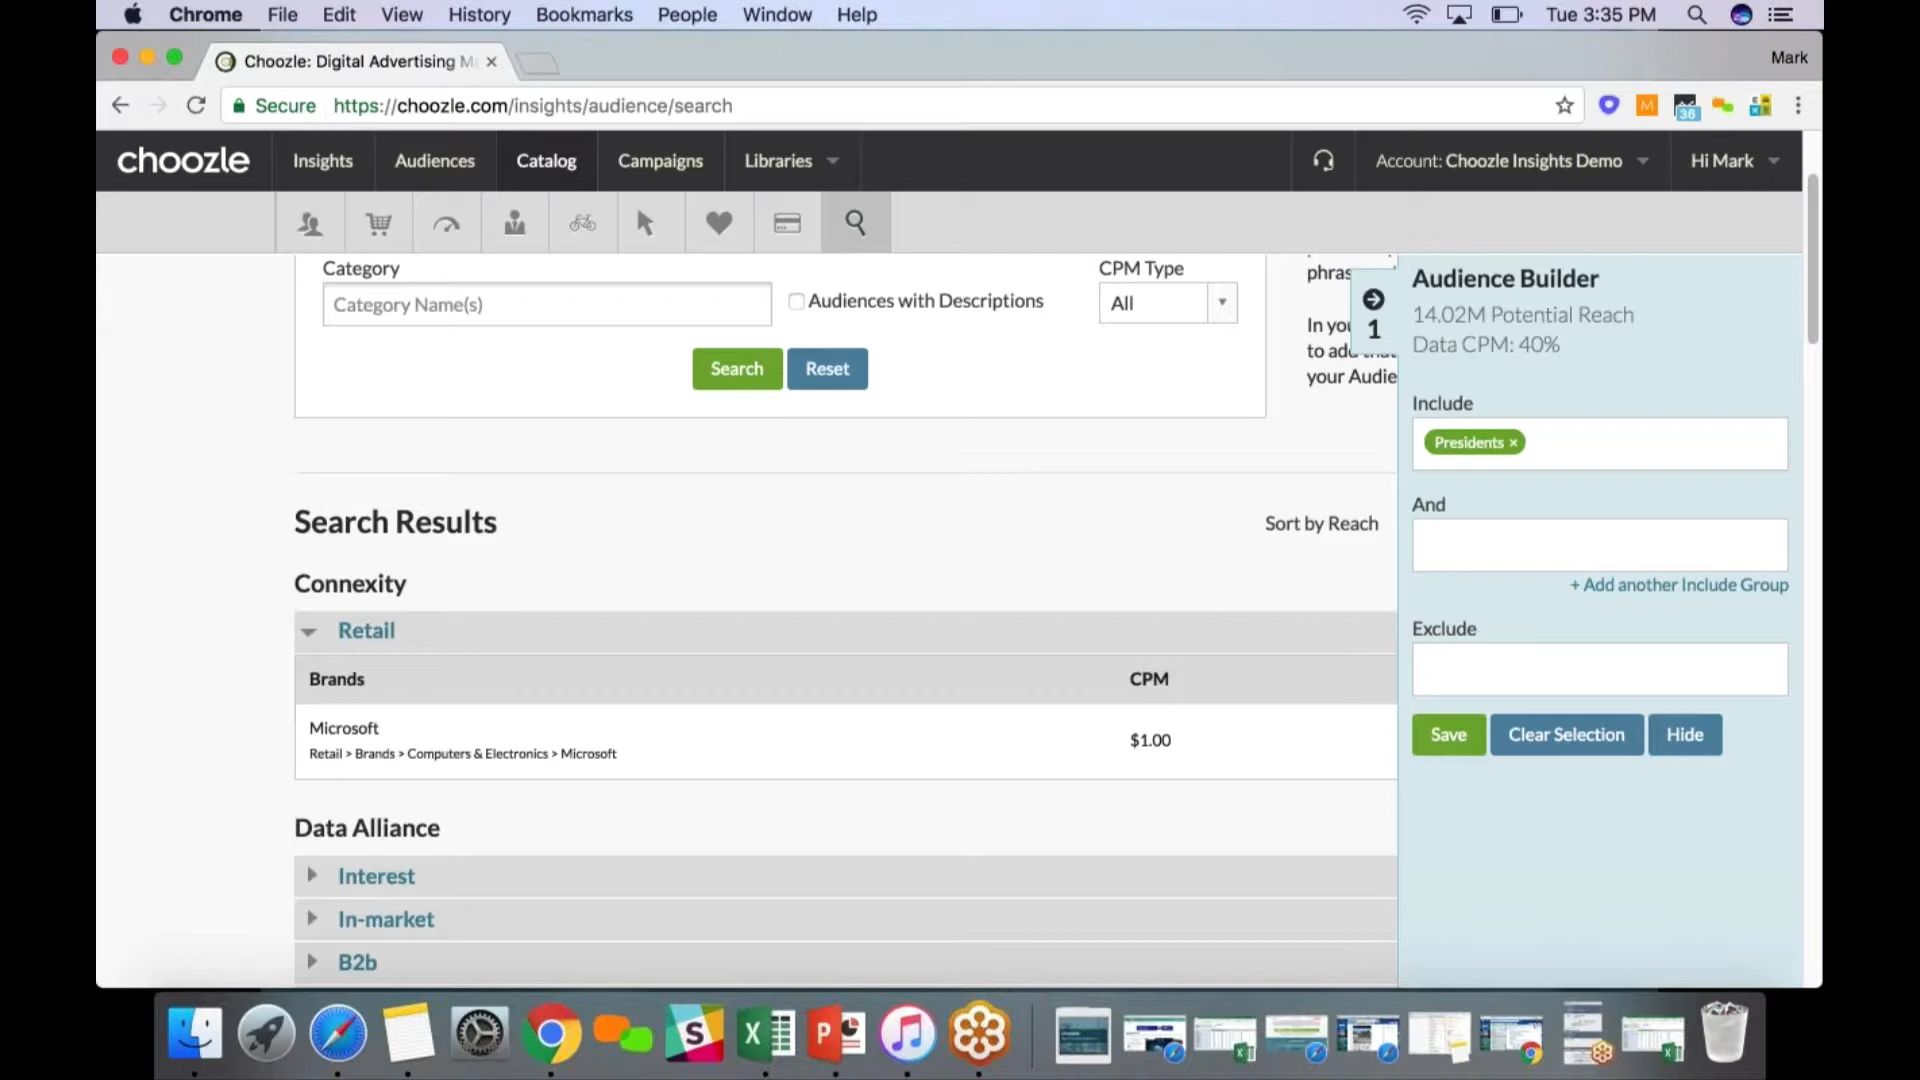 Chrome File Edit View History Bookmarks People Window Help
Tue 3:35 PM
Choozle: Digital Advertising M
Mark
Secure https://choozle.com/insights/audience/search
M
36
choozle Insights Audiences Catalog Campaigns Libraries
Account: Choozle Insights Demo
Hi Mark
Category
Category Name(s)
Audiences with Descriptions
CPM Type
All
Search
Reset
phras
In you
to add that
your Audie
1
Audience Builder
14.02M Potential Reach
Data CPM: 40%
Include
Presidents ×
And
+ Add another Include Group
Exclude
Save
Clear Selection
Hide
Search Results
Sort by Reach
Connexity
Retail
Brands
CPM
Microsoft
Retail > Brands > Computers & Electronics > Microsoft
$1.00
Data Alliance
Interest
In-market
B2b
S
X
P